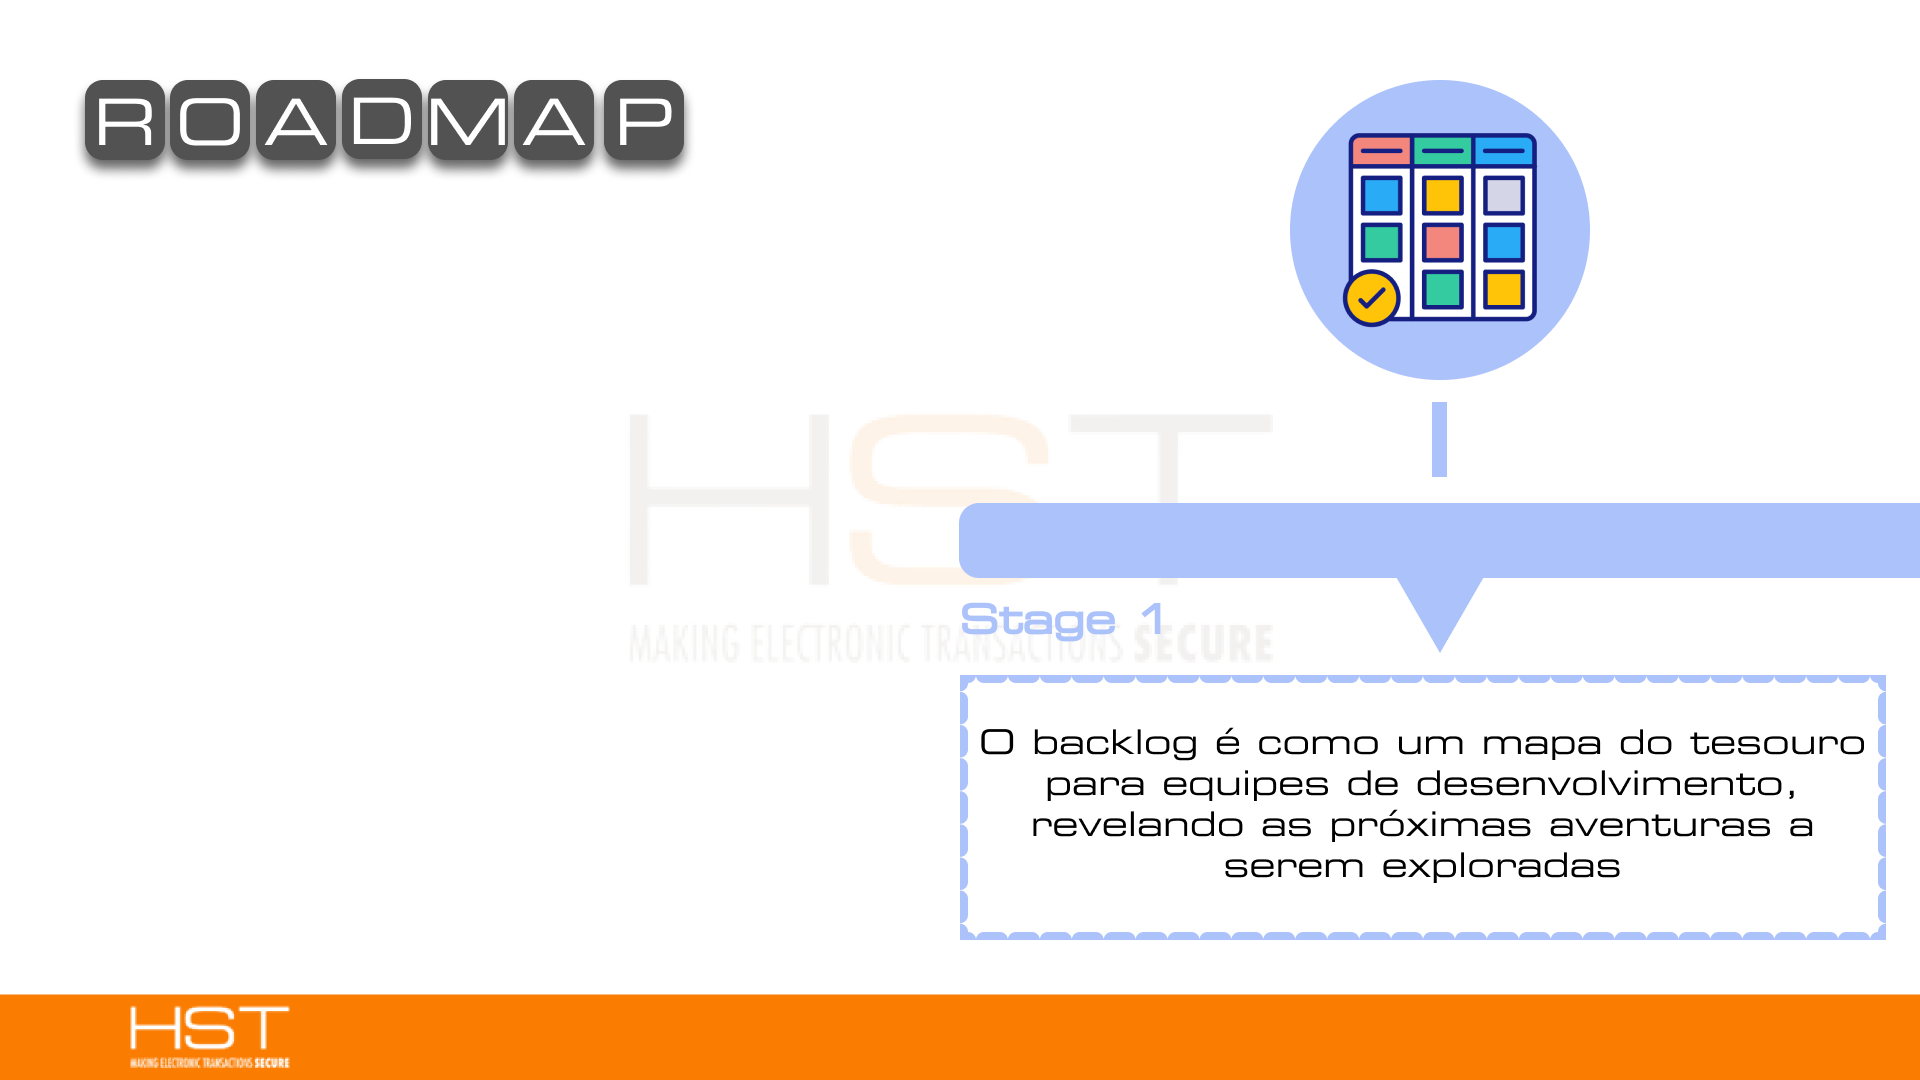 ROADMAP
HST
MAKING ELECTRONIC TRANSACTIONS SECURE
Stage 1
O backlog é como um mapa do tesouro
para equipes de desenvolvimento,
revelando as próximas aventuras a
serem exploradas
HST
MAKING ELECTRONIC TRANSACTIONS SECURE